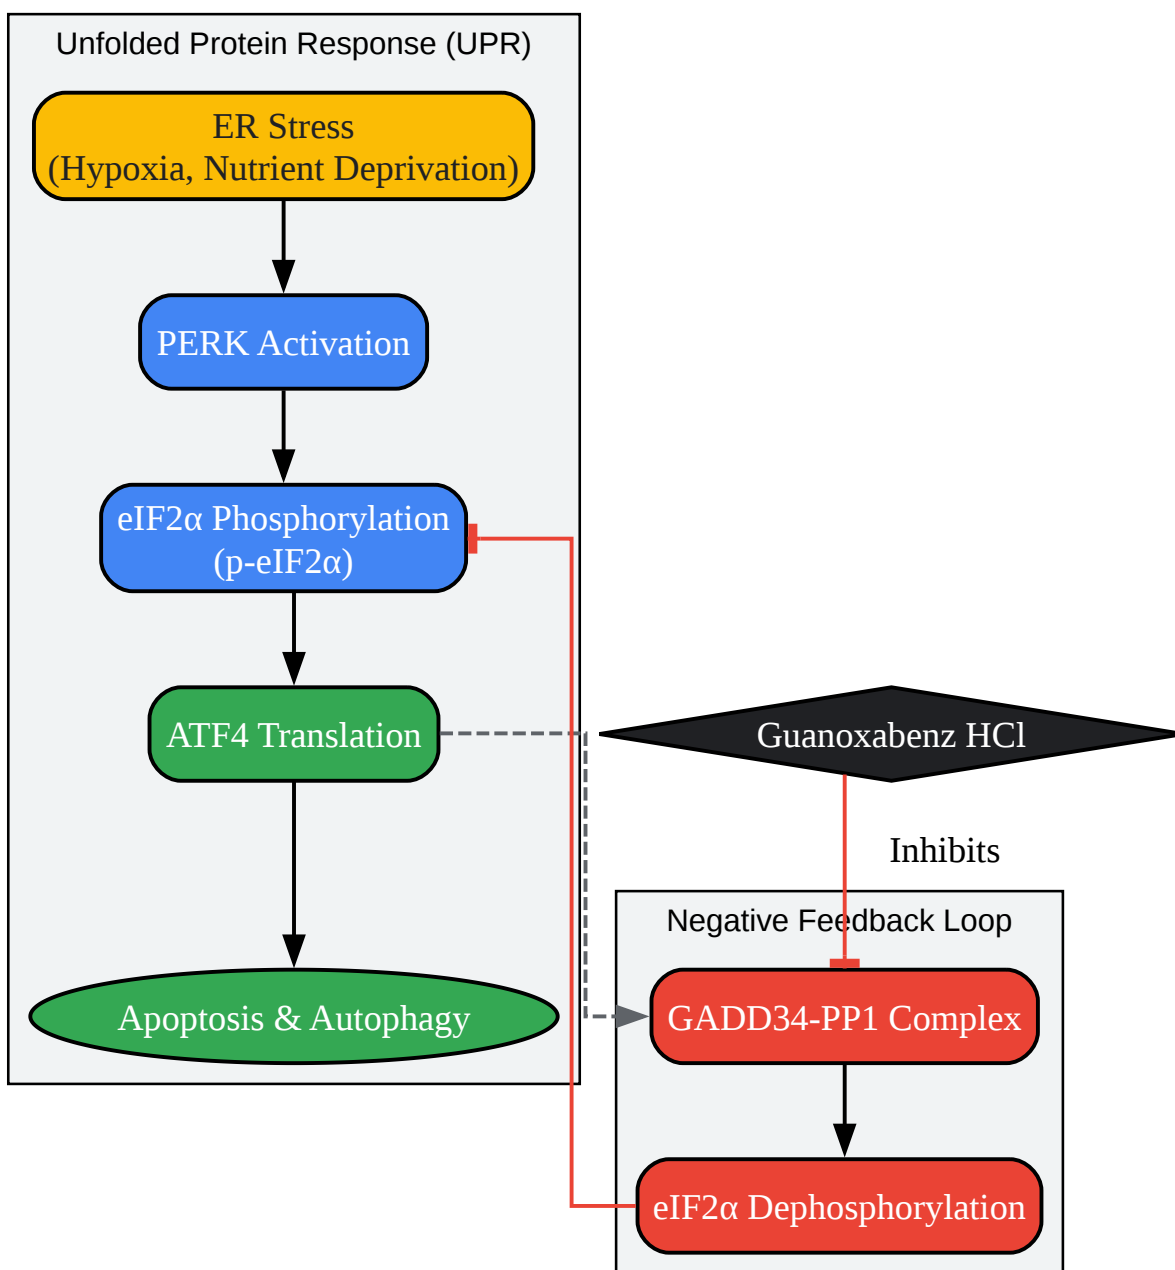 Unfolded Protein Response (UPR)
ER Stress
(Hypoxia, Nutrient Deprivation)
PERK Activation
eIF2α Phosphorylation
(p-eIF2α)
ATF4 Translation
Guanoxabenz HCl
Inhibits
Negative Feedback Loop
Apoptosis & Autophagy
GADD34-PP1 Complex
eIF2α Dephosphorylation